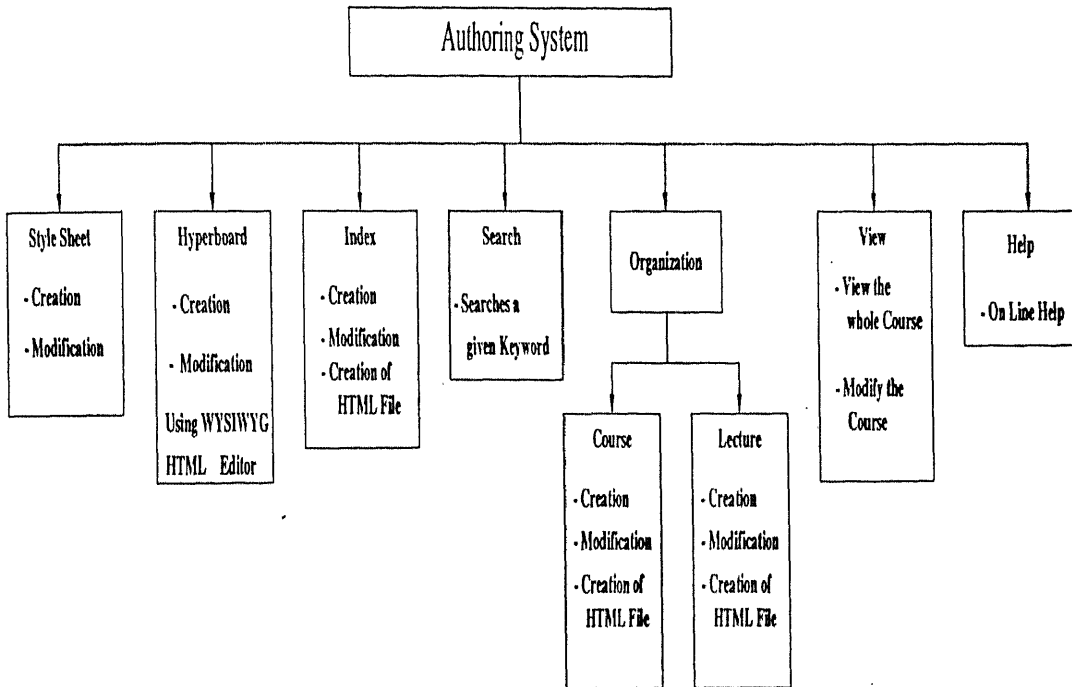 Authoring System
Style Sheet
- Creation
- Modification
Hyperboard
- Creation
- Modification
Using WYSIWYG
HTML Editor
Index
- Creation
- Modification
- Creation of
HTML File
Search
- Searches a
given Keyword
Organization
Course
- Creation
- Modification
- Creation of
HTML File
Lecture
- Creation
- Modification
- Creation of
HTML File
View
- View the
whole Course
- Modify the
Course
Help
- On Line Help